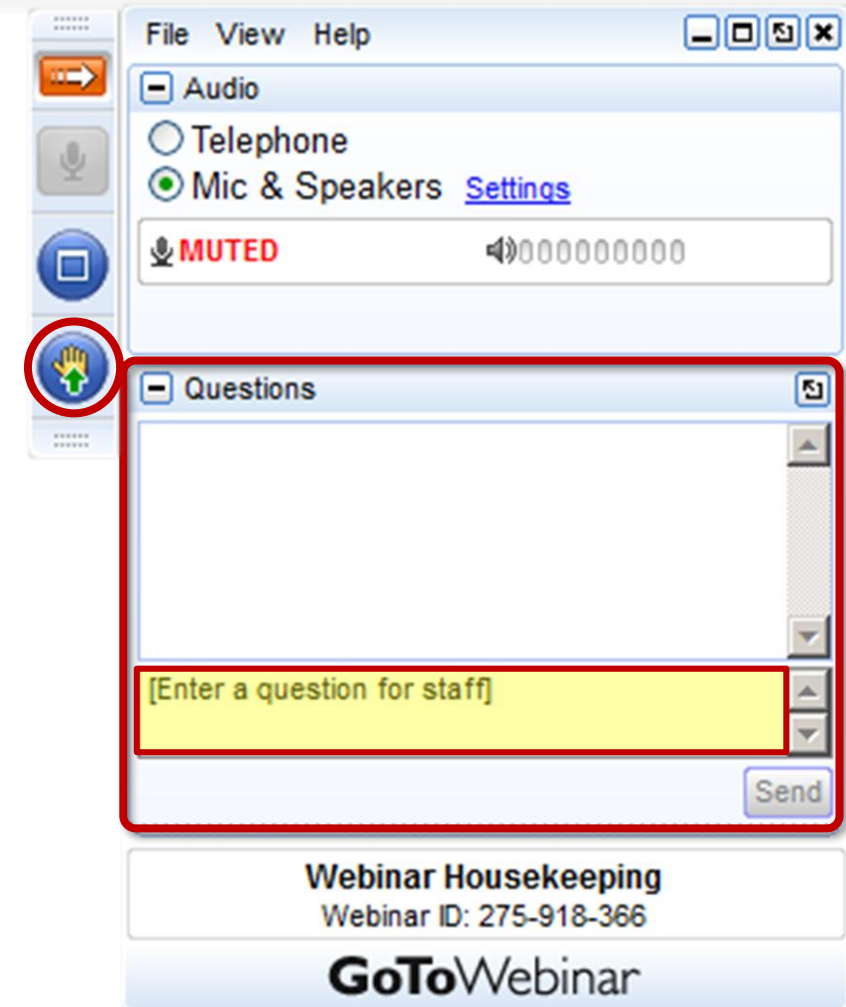 File View Help
Audio
Telephone
Mic & Speakers Settings
MUTED
Questions
[Enter a question for staff]
Send
Webinar Housekeeping
Webinar ID: 275-918-366
GoToWebinar